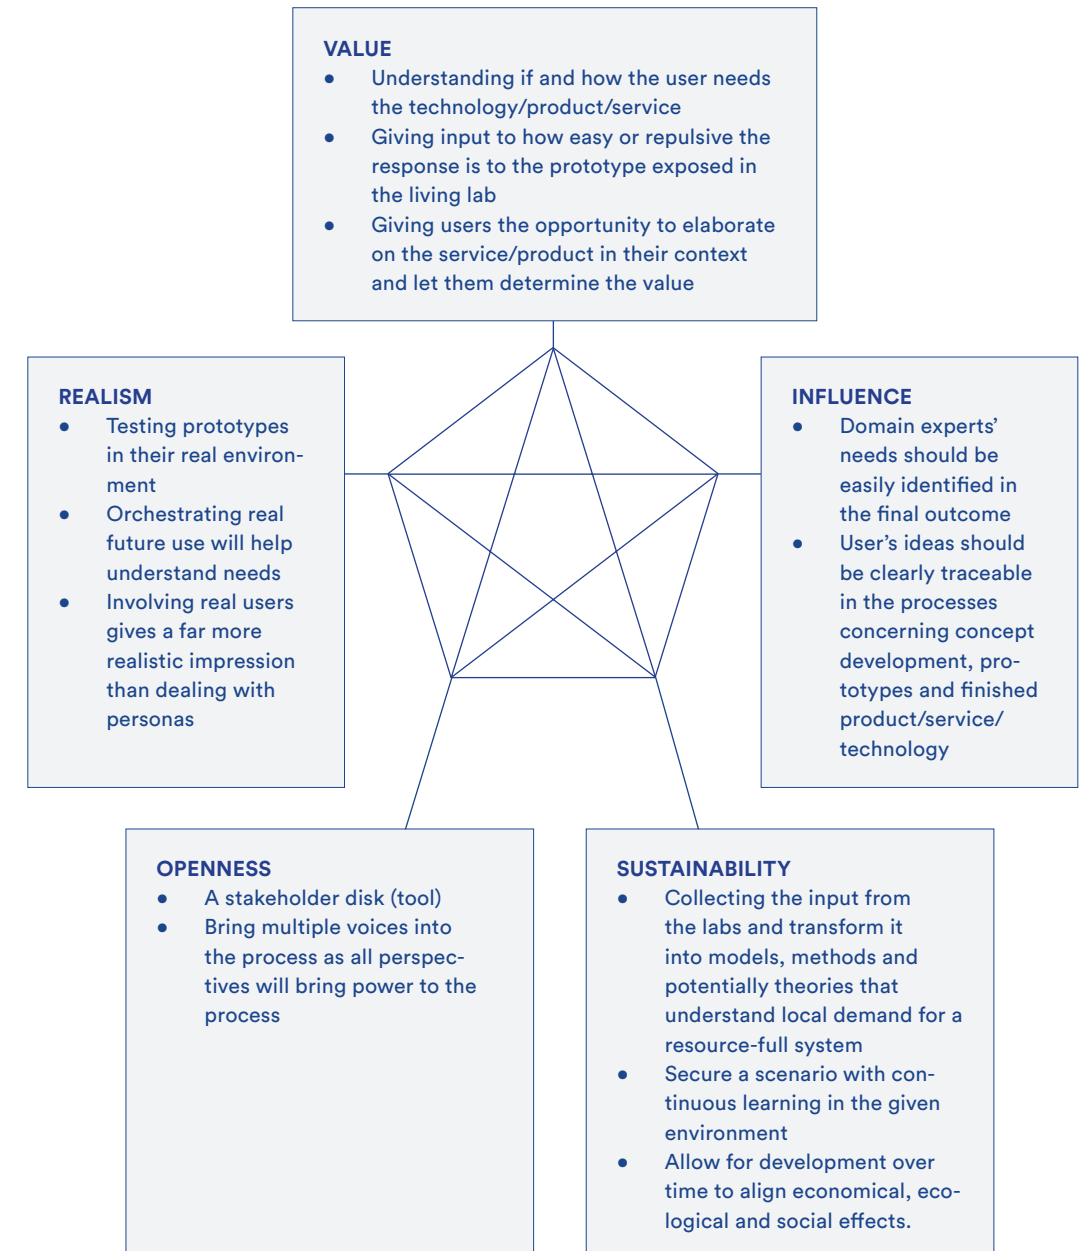 VALUE
● Understanding if and how the user needs
the technology/product/service
● Giving input to how easy or repulsive the
response is to the prototype exposed in
the living lab
● Giving users the opportunity to elaborate
on the service/product in their context
and let them determine the value
REALISM
● Testing prototypes
in their real environ-
ment
● Orchestrating real
future use will help
understand needs
● Involving real users
gives a far more
realistic impression
than dealing with
personas
INFLUENCE
● Domain experts’
needs should be
easily identified in
the final outcome
● User’s ideas should
be clearly traceable
in the processes
concerning concept
development, pro-
totypes and finished
product/service/
technology
OPENNESS
● A stakeholder disk (tool)
● Bring multiple voices into
the process as all perspec-
tives will bring power to the
process
SUSTAINABILITY
● Collecting the input from
the labs and transform it
into models, methods and
potentially theories that
understand local demand for a
resource-full system
● Secure a scenario with con-
tinuous learning in the given
environment
● Allow for development over
time to align economical, eco-
logical and social effects.